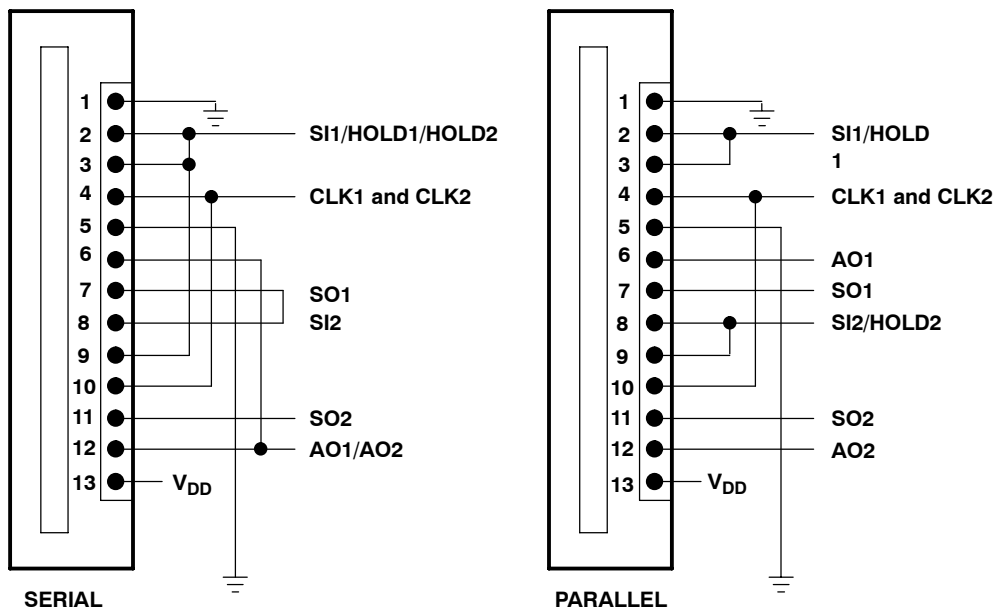 1
2 SI1/HOLD1/HOLD2
3
4 CLK1 and CLK2
5
6
7 SO1
8 SI2
9
10
11 SO2
12 AO1/AO2
13 VDD
SERIAL
1
2 SI1/HOLD
3 1
4 CLK1 and CLK2
5
6 AO1
7 SO1
8 SI2/HOLD2
9
10
11 SO2
12 AO2
13 VDD
PARALLEL